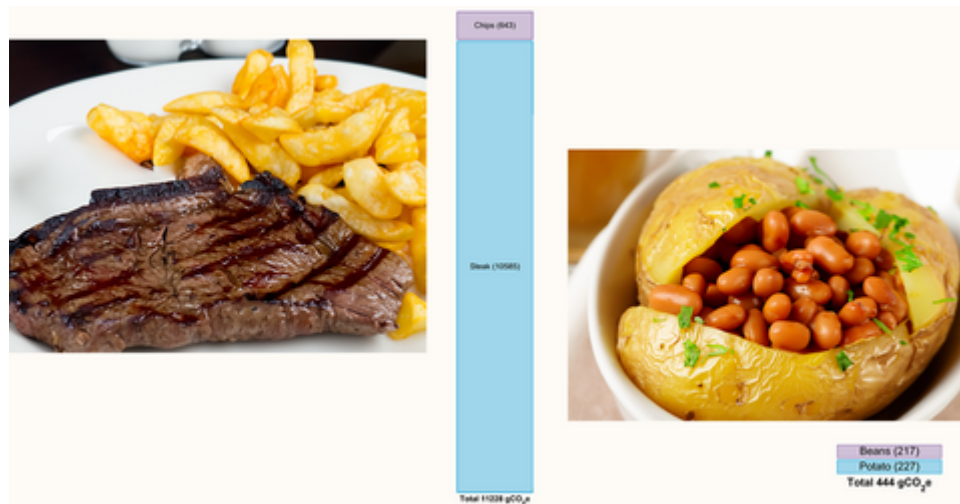 Chips (643)
Steak (10585)
Total 11228 gCO₂e
Beans (217)
Potato (227)
Total 444 gCO₂e